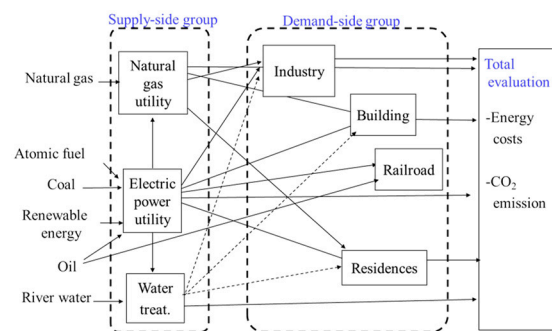 Supply-side group
Demand-side group
Natural gas
Natural
gas
utility
Industry
Total
evaluation
Building
-Energy
costs
Atomic fuel
Coal
Renewable
energy
Oil
Electric
power
utility
Railroad
-CO₂
emission
River water
Water
treat.
Residences